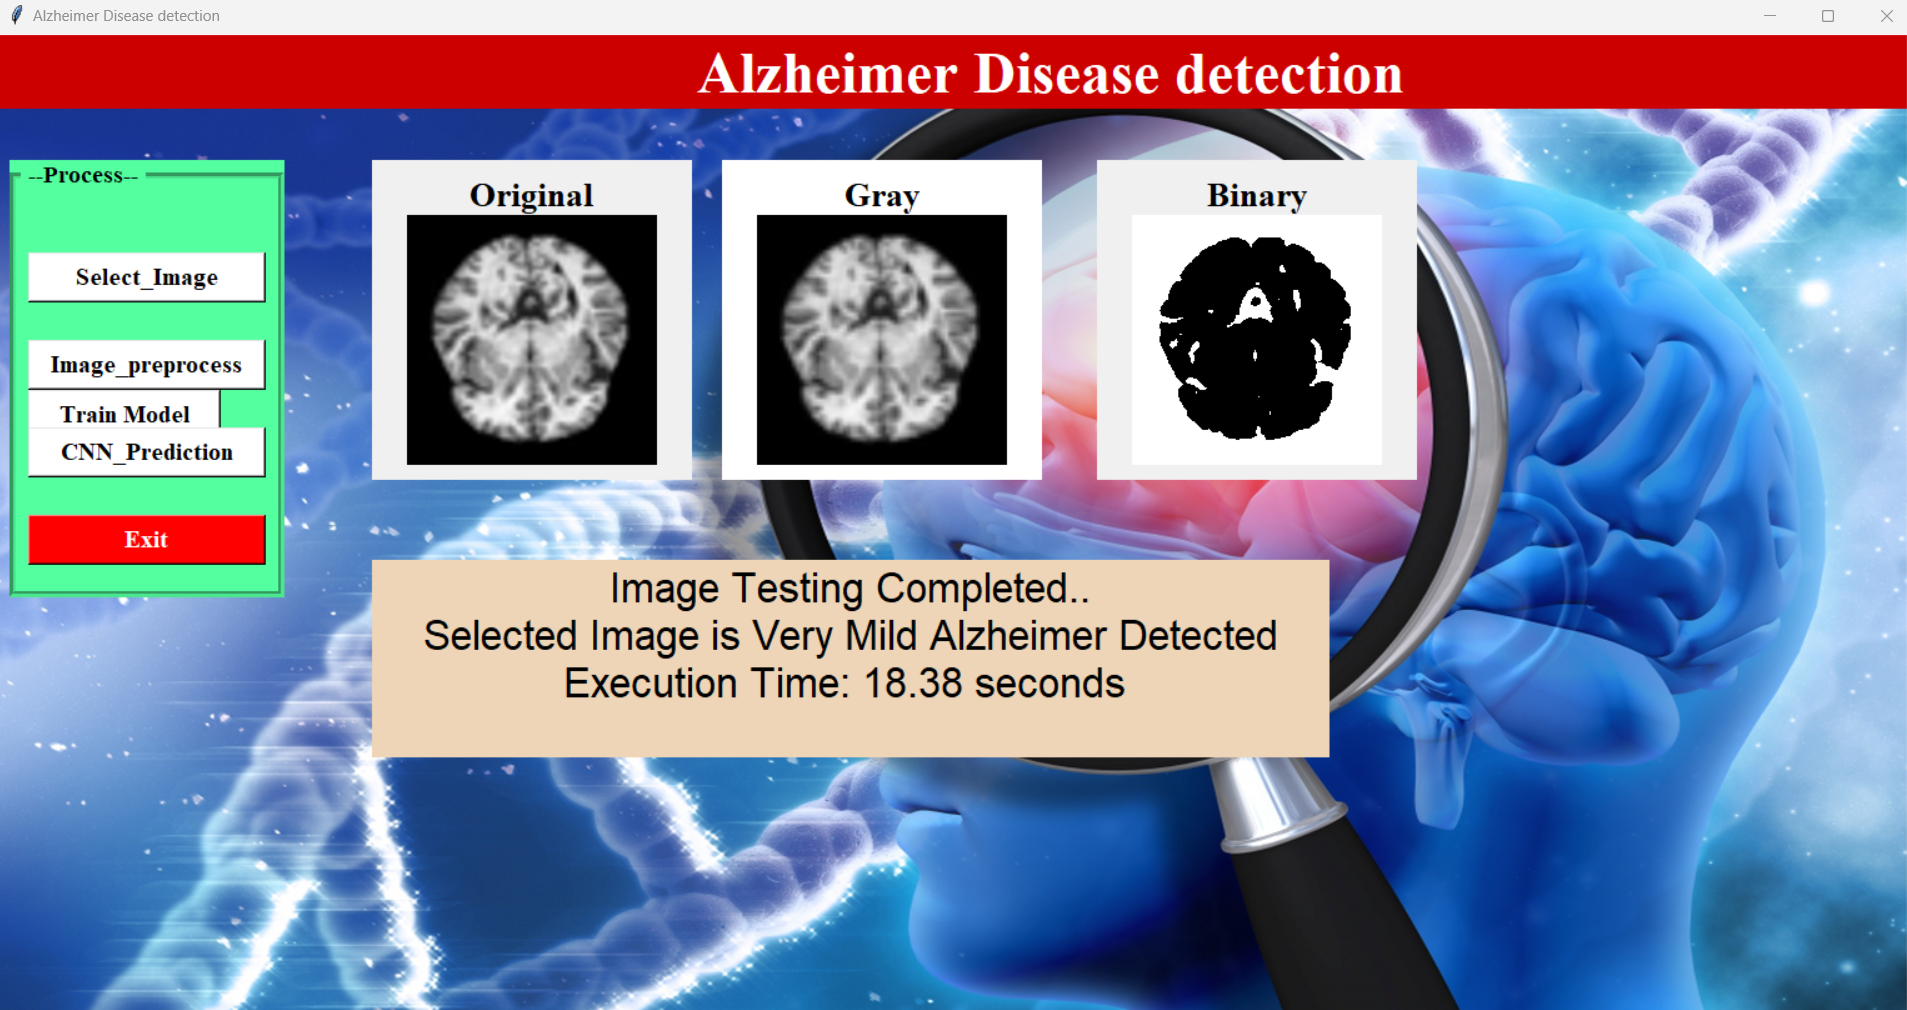 Alzheimer Disease detection
Alzheimer Disease detection
--Process--
Select_Image
Image_preprocess
Train Model
CNN_Prediction
Exit
Original
Gray
Binary
Image Testing Completed..
Selected Image is Very Mild Alzheimer Detected
Execution Time: 18.38 seconds